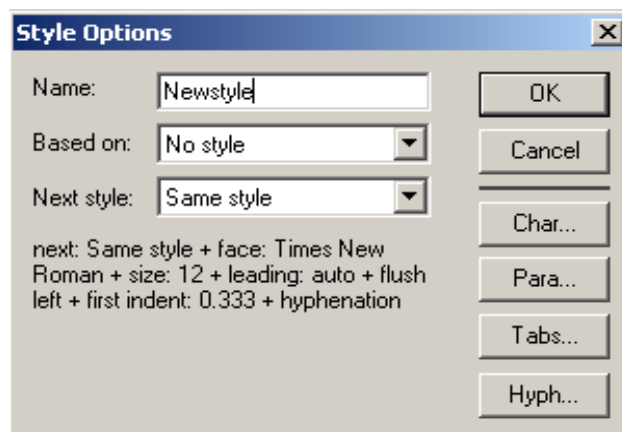 Style Options
Name: Newstyle OK
Based on: No style Cancel
Next style: Same style
Char...
next: Same style + face: Times New
Roman + size: 12 + leading: auto + flush
left + first indent: 0.333 + hyphenation
Para...
Tabs...
Hyph...